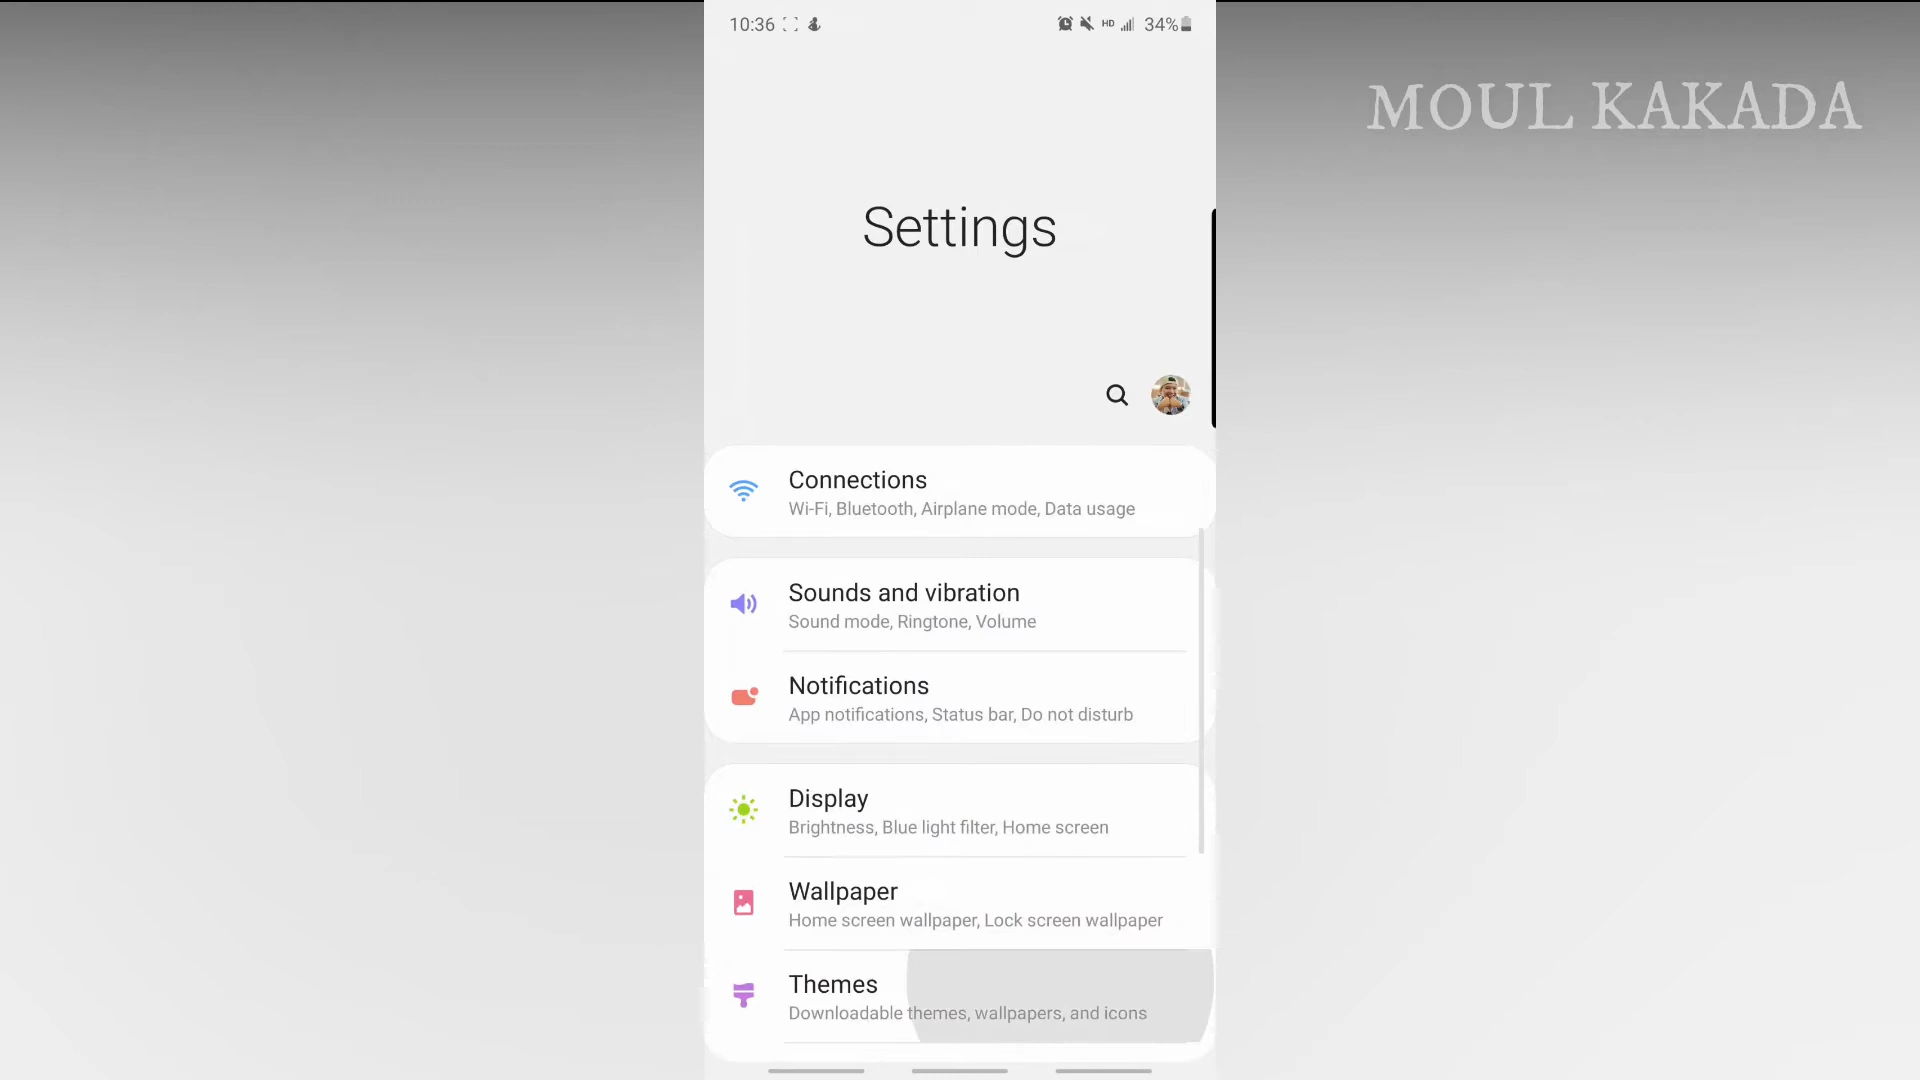 10:36
HD 34%
MOUL KAKADA
Settings
Connections
Wi-Fi, Bluetooth, Airplane mode, Data usage
Sounds and vibration
Sound mode, Ringtone, Volume
Notifications
App notifications, Status bar, Do not disturb
Display
Brightness, Blue light filter, Home screen
Wallpaper
Home screen wallpaper, Lock screen wallpaper
Themes
Downloadable themes, wallpapers, and icons